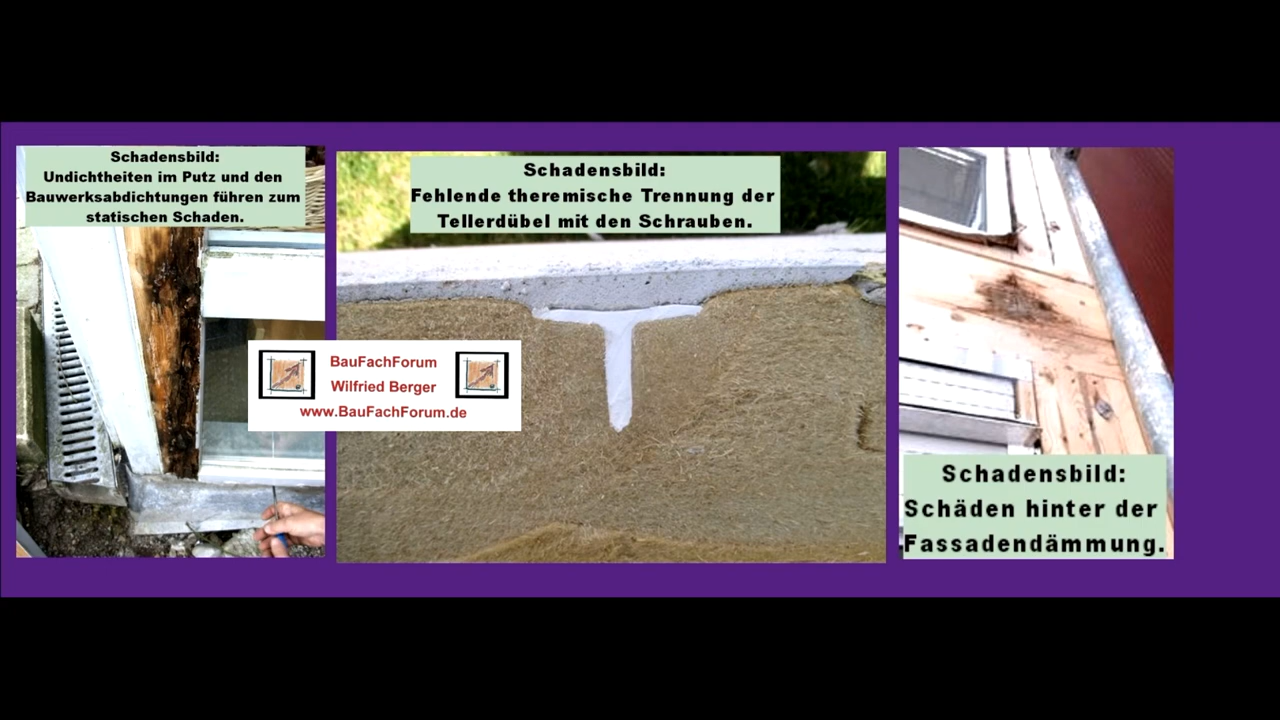 Schadensbild:
Undichtheiten im Putz und den
Bauwerksabdichtungen führen zum
statischen Schaden.
Schadensbild:
Fehlende theremische Trennung der
Tellerdübel mit den Schrauben.
BauFachForum
Wilfried Berger
www.BauFachForum.de
Schadensbild:
Schäden hinter der
Fassadendämmung.